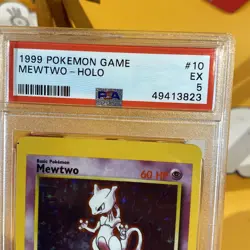 1999 POKEMON GAME #10
MEWTWO - HOLO EX
5
PSA 49413823
Basic Pokémon
Mewtwo 60 HP